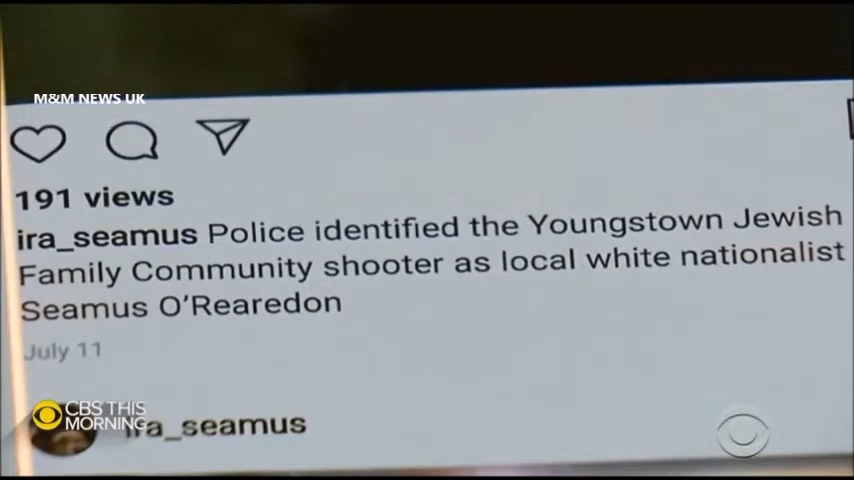 M&M NEWS UK
191 views
ira_seamus Police identified the Youngstown Jewish
Family Community shooter as local white nationalist
Seamus O'Rearedon
July 11
CBS THIS
MORNING
ira_seamus